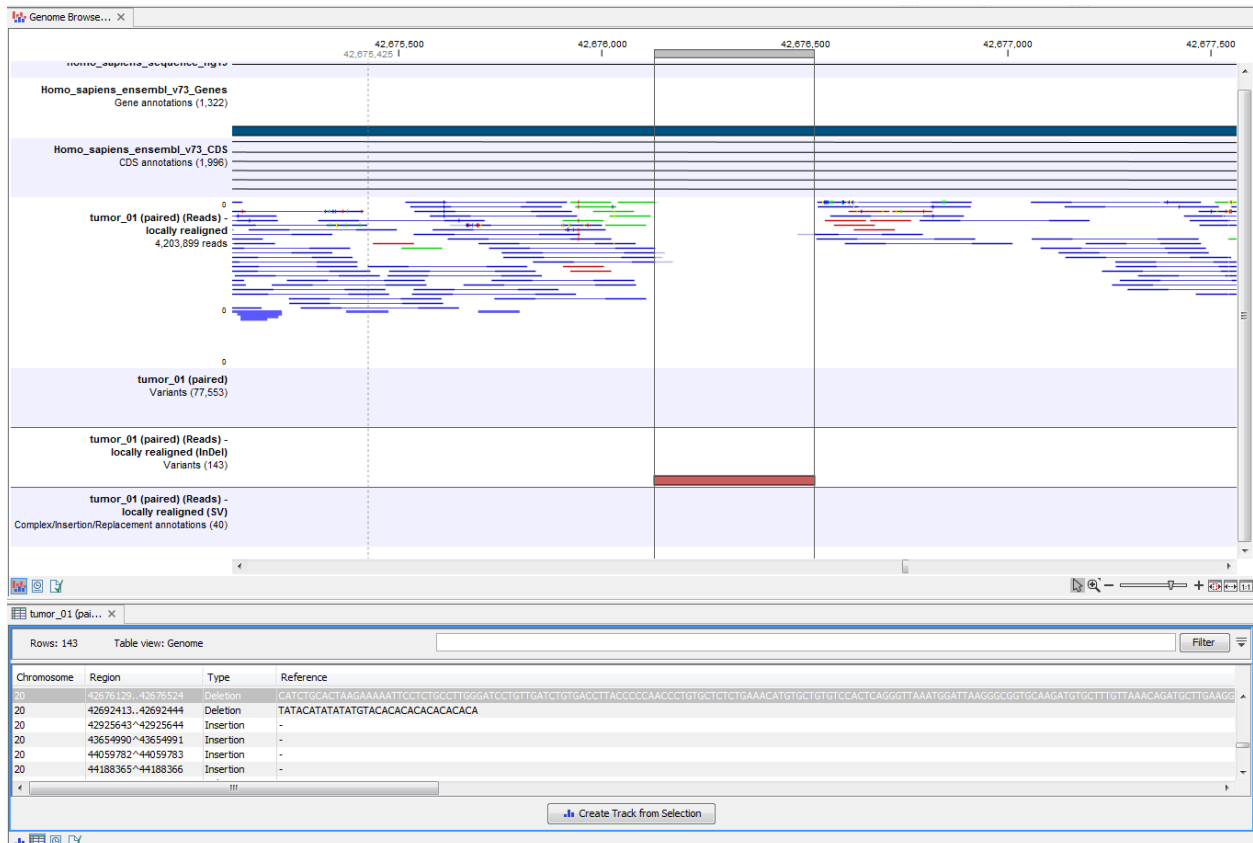 Genome Browse...
42,675,500 42,676,000 42,676,500 42,677,000 42,677,500
42,675,425
Homo_sapiens_sequence_hg19
Homo_sapiens_ensembl_v73_Genes
Gene annotations (1,322)
Homo_sapiens_ensembl_v73_CDS
CDS annotations (1,996)
0
tumor_01 (paired) (Reads) -
locally realigned
4,203,899 reads
0
0
tumor_01 (paired)
Variants (77,553)
tumor_01 (paired) (Reads) -
locally realigned (InDel)
Variants (143)
tumor_01 (paired) (Reads) -
locally realigned (SV)
Complex/Insertion/Replacement annotations (40)
1:1
tumor_01 (pai...
Rows: 143 Table view: Genome Filter
Chromosome Region Type Reference
20 42676129..42676524 Deletion
20 42692413..42692444 Deletion TATACATATATATGTACACACACACACACACA
20 42925643^42925644 Insertion -
20 43654990^43654991 Insertion -
20 44059782^44059783 Insertion -
20 44188365^44188366 Insertion -
Create Track from Selection